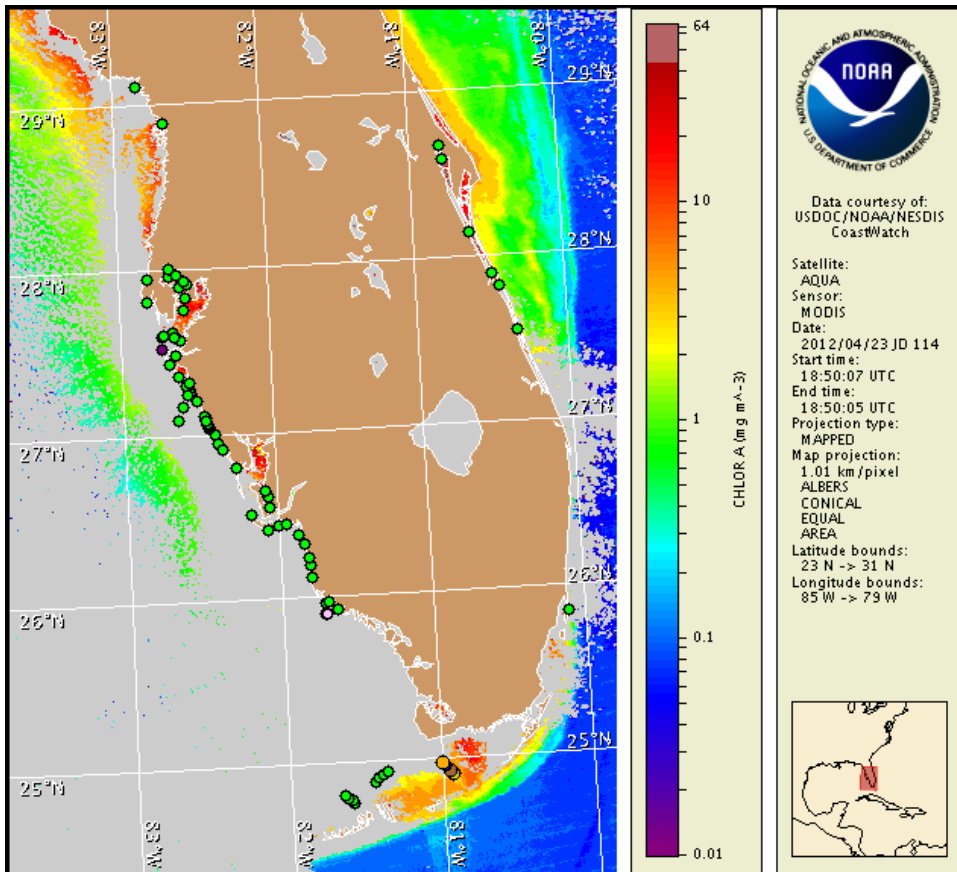 83°W
82°W
81°W
80°W
29°N
29°N
28°N
28°N
27°N
27°N
26°N
26°N
25°N
25°N
83°W
82°W
81°W
64
10
1
0.1
0.01
CHLOR A (mg m^-3)
NATIONAL OCEANIC AND ATMOSPHERIC ADMINISTRATION
NOAA
U.S. DEPARTMENT OF COMMERCE
Data courtesy of:
USDOC/NOAA/NESDIS
CoastWatch
Satellite:
AQUA
Sensor:
MODIS
Date:
2012/04/23 JD 114
Start time:
18:50:07 UTC
End time:
18:50:05 UTC
Projection type:
MAPPED
Map projection:
1.01 km/pixel
ALBERS
CONICAL
EQUAL
AREA
Latitude bounds:
23 N -> 31 N
Longitude bounds:
85 W -> 79 W